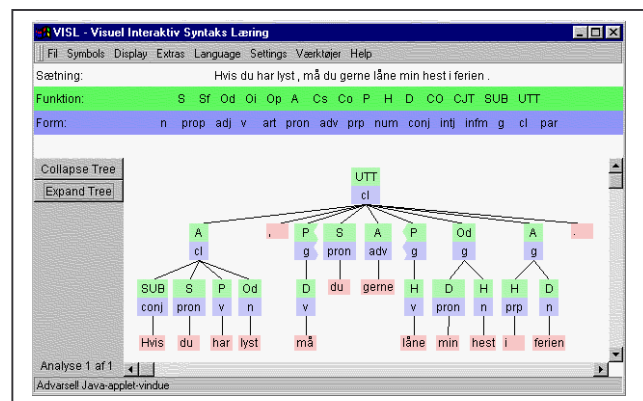 VISL - Visuel Interaktiv Syntaks Læring
Fil Symbols Display Extras Language Settings Værktøjer Help
Sætning: Hvis du har lyst , må du gerne låne min hest i ferien .
Funktion: S Sf Od Oi Op A Cs Co P H D CO CJT SUB UTT
Form: n prop adj v art pron adv prp num conj intj infm g cl par
Collapse Tree
Expand Tree
UTT
cl
A , P S A P Od A .
cl g pron adv g g g
du gerne
SUB S P Od D H D H H D
conj pron v n v v pron n prp n
Hvis du har lyst må låne min hest i ferien
Analyse 1 af 1
Advarsel! Java-applet-vindue